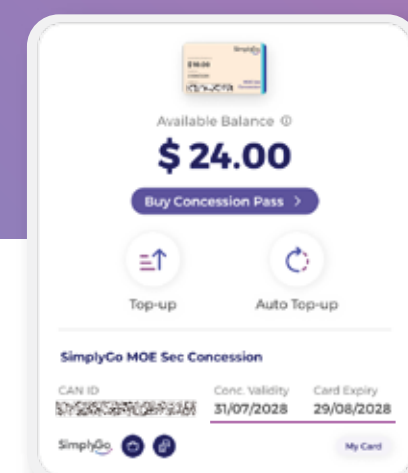 SimplyGo
Available Balance
$ 24.00
Buy Concession Pass
Top-up Auto Top-up
SimplyGo MOE Sec Concession
CAN ID Conc. Validity Card Expiry
31/07/2028 29/08/2028
SimplyGo My Card